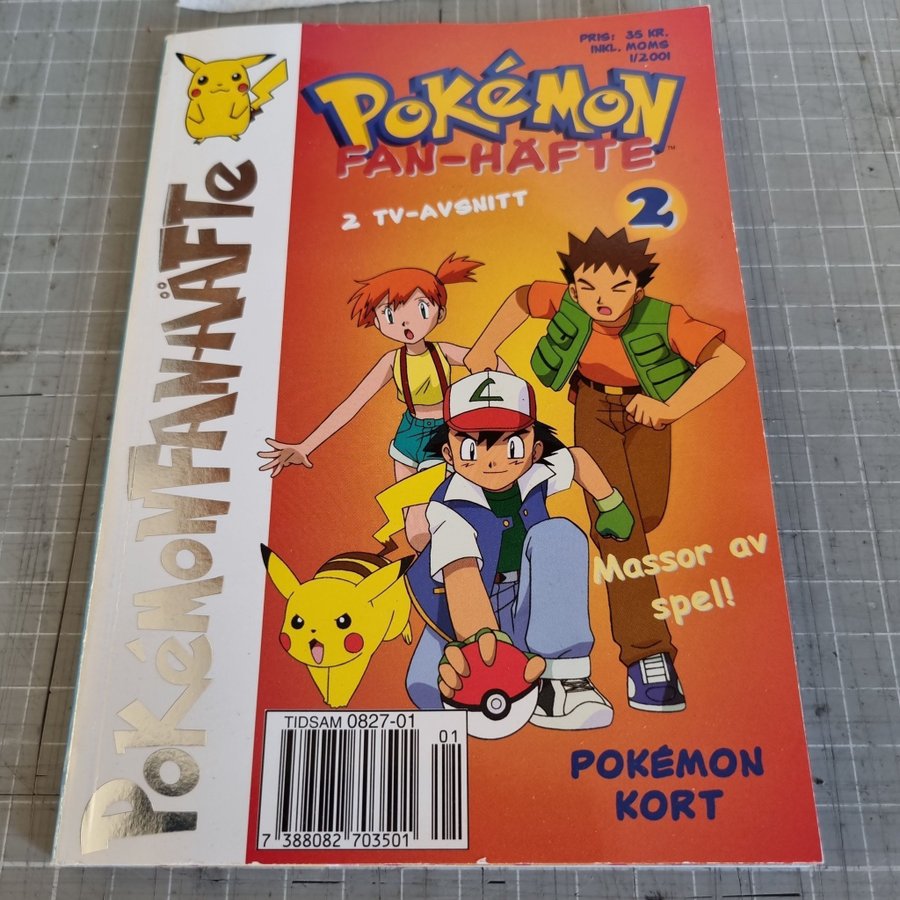 PRIS: 35 KR.
INKL. MOMS
1/2001
POKéMON
FAN-HÄFTE™
2
2 TV-AVSNITT
POKéMON FAN-HÄFTe
Massor av
spel!
TIDSAM 0827-01
01
7 388082 703501
POKÉMON
KORT